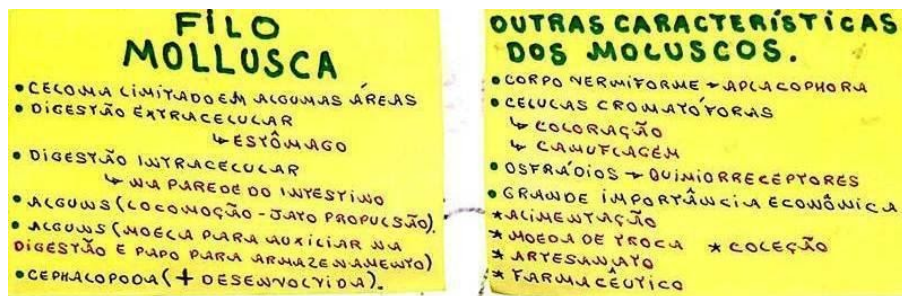 FILO
MOLLUSCA
• CELOMA LIMITADO EM ALGUMAS ÁREAS
• DIGESTÃO EXTRACELULAR
↳ ESTÔMAGO
• DIGESTÃO INTRACELULAR
↳ NA PAREDE DO INTESTINO
• ALGUNS (LOCOMOÇÃO - JATO PROPULSÃO).
• ALGUNS (MOELA PARA AUXILIAR NA
DIGESTÃO E PAPO PARA ARMAZENAMENTO)
• CEPHALOPODA (+ DESENVOLVIDA).
OUTRAS CARACTERÍSTICAS
DOS MOLUSCOS.
• CORPO VERMIFORME → APLACOPHORA
• CELULAS CROMATÓFORAS
↳ COLORAÇÃO
↳ CAMUFLAGEM
• OSFRÁDIOS → QUIMIORRECEPTORES
• GRANDE IMPORTÂNCIA ECONÔMICA
* ALIMENTAÇÃO
* MOEDA DE TROCA * COLEÇÃO
* ARTESANATO
* FARMACÊUTICO